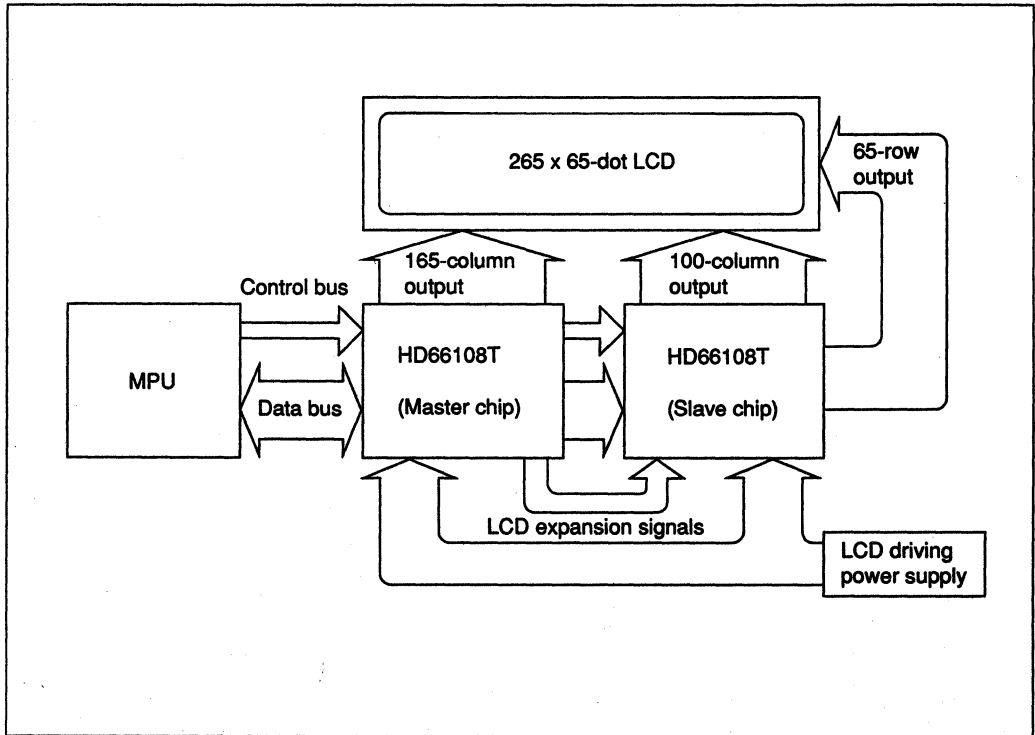 265 x 65-dot LCD
65-row
output
165-column
output
100-column
output
Control bus
MPU
Data bus
HD66108T
(Master chip)
HD66108T
(Slave chip)
LCD expansion signals
LCD driving
power supply